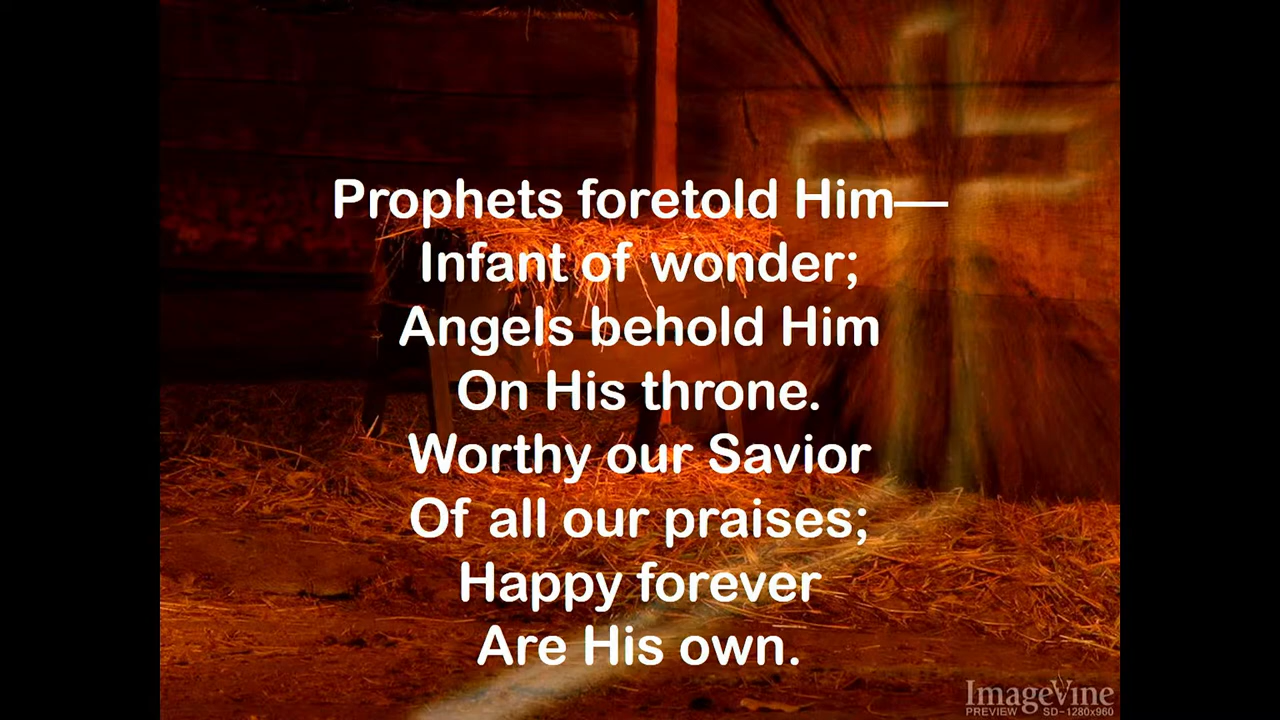 Prophets foretold Him—
Infant of wonder;
Angels behold Him
On His throne.
Worthy our Savior
Of all our praises;
Happy forever
Are His own.
ImageVine
PREVIEW SD-1280x960